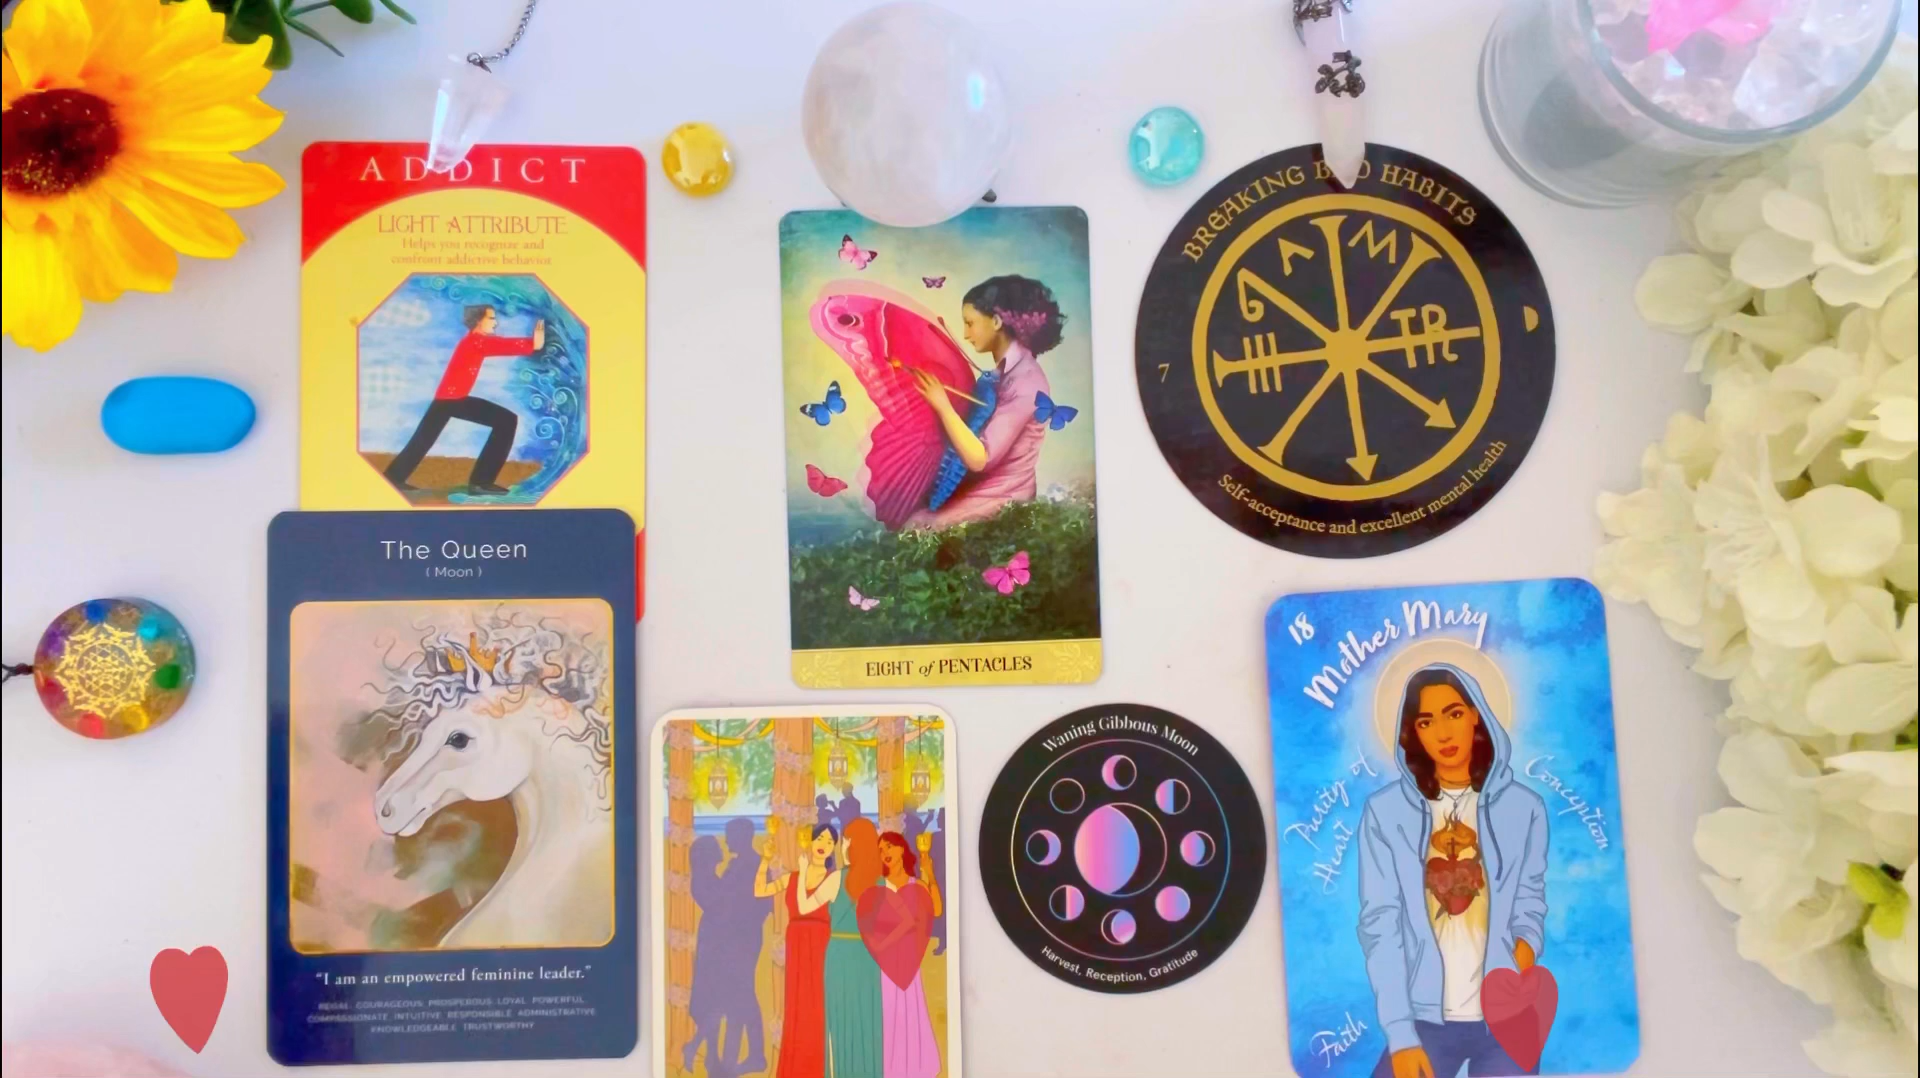 ADDICT
LIGHT ATTRIBUTE
Helps you recognize and
confront addictive behavior
The Queen
( Moon )
"I am an empowered feminine leader."
REGAL COURAGEOUS PROSPEROUS LOYAL POWERFUL
COMPASSIONATE INTUITIVE RESPONSIBLE ADMINISTRATIVE
KNOWLEDGEABLE TRUSTWORTHY
EIGHT of PENTACLES
BREAKING BAD HABITS
7
Self-acceptance and excellent mental health
Waning Gibbous Moon
Harvest, Reception, Gratitude
18
Mother Mary
Purity of
Heart
Conception
Faith